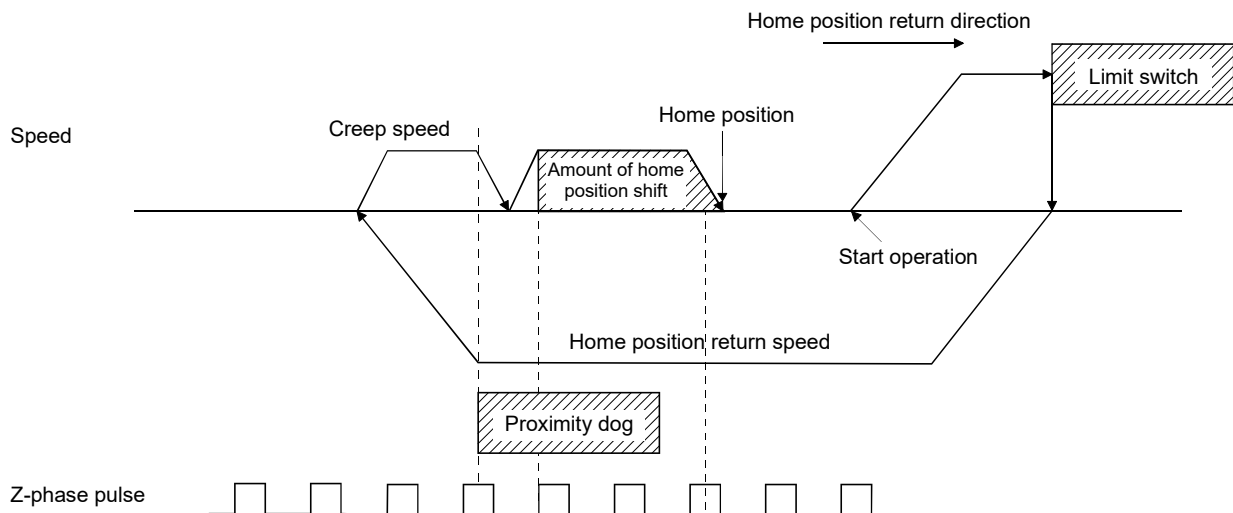 Home position return direction
Limit switch
Home position
Creep speed
Speed
Amount of home
position shift
Start operation
Home position return speed
Proximity dog
Z-phase pulse